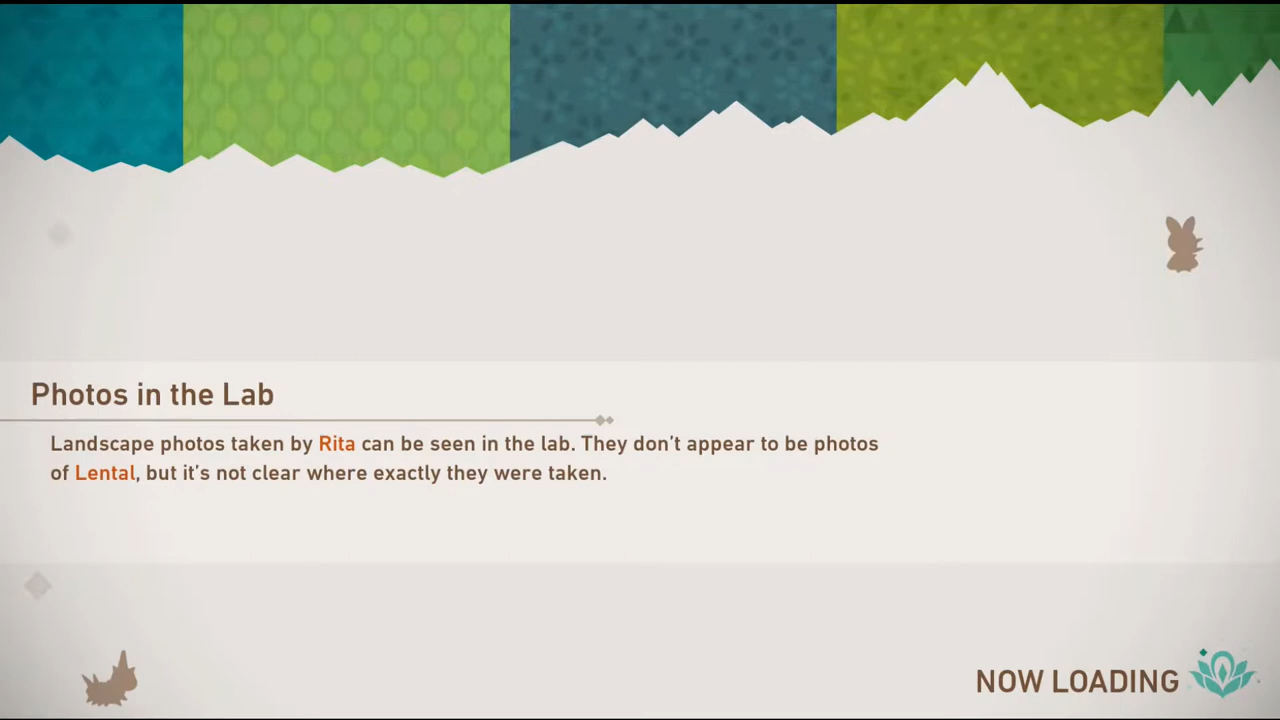 Photos in the Lab
Landscape photos taken by Rita can be seen in the lab. They don't appear to be photos
of Lental, but it's not clear where exactly they were taken.
NOW LOADING